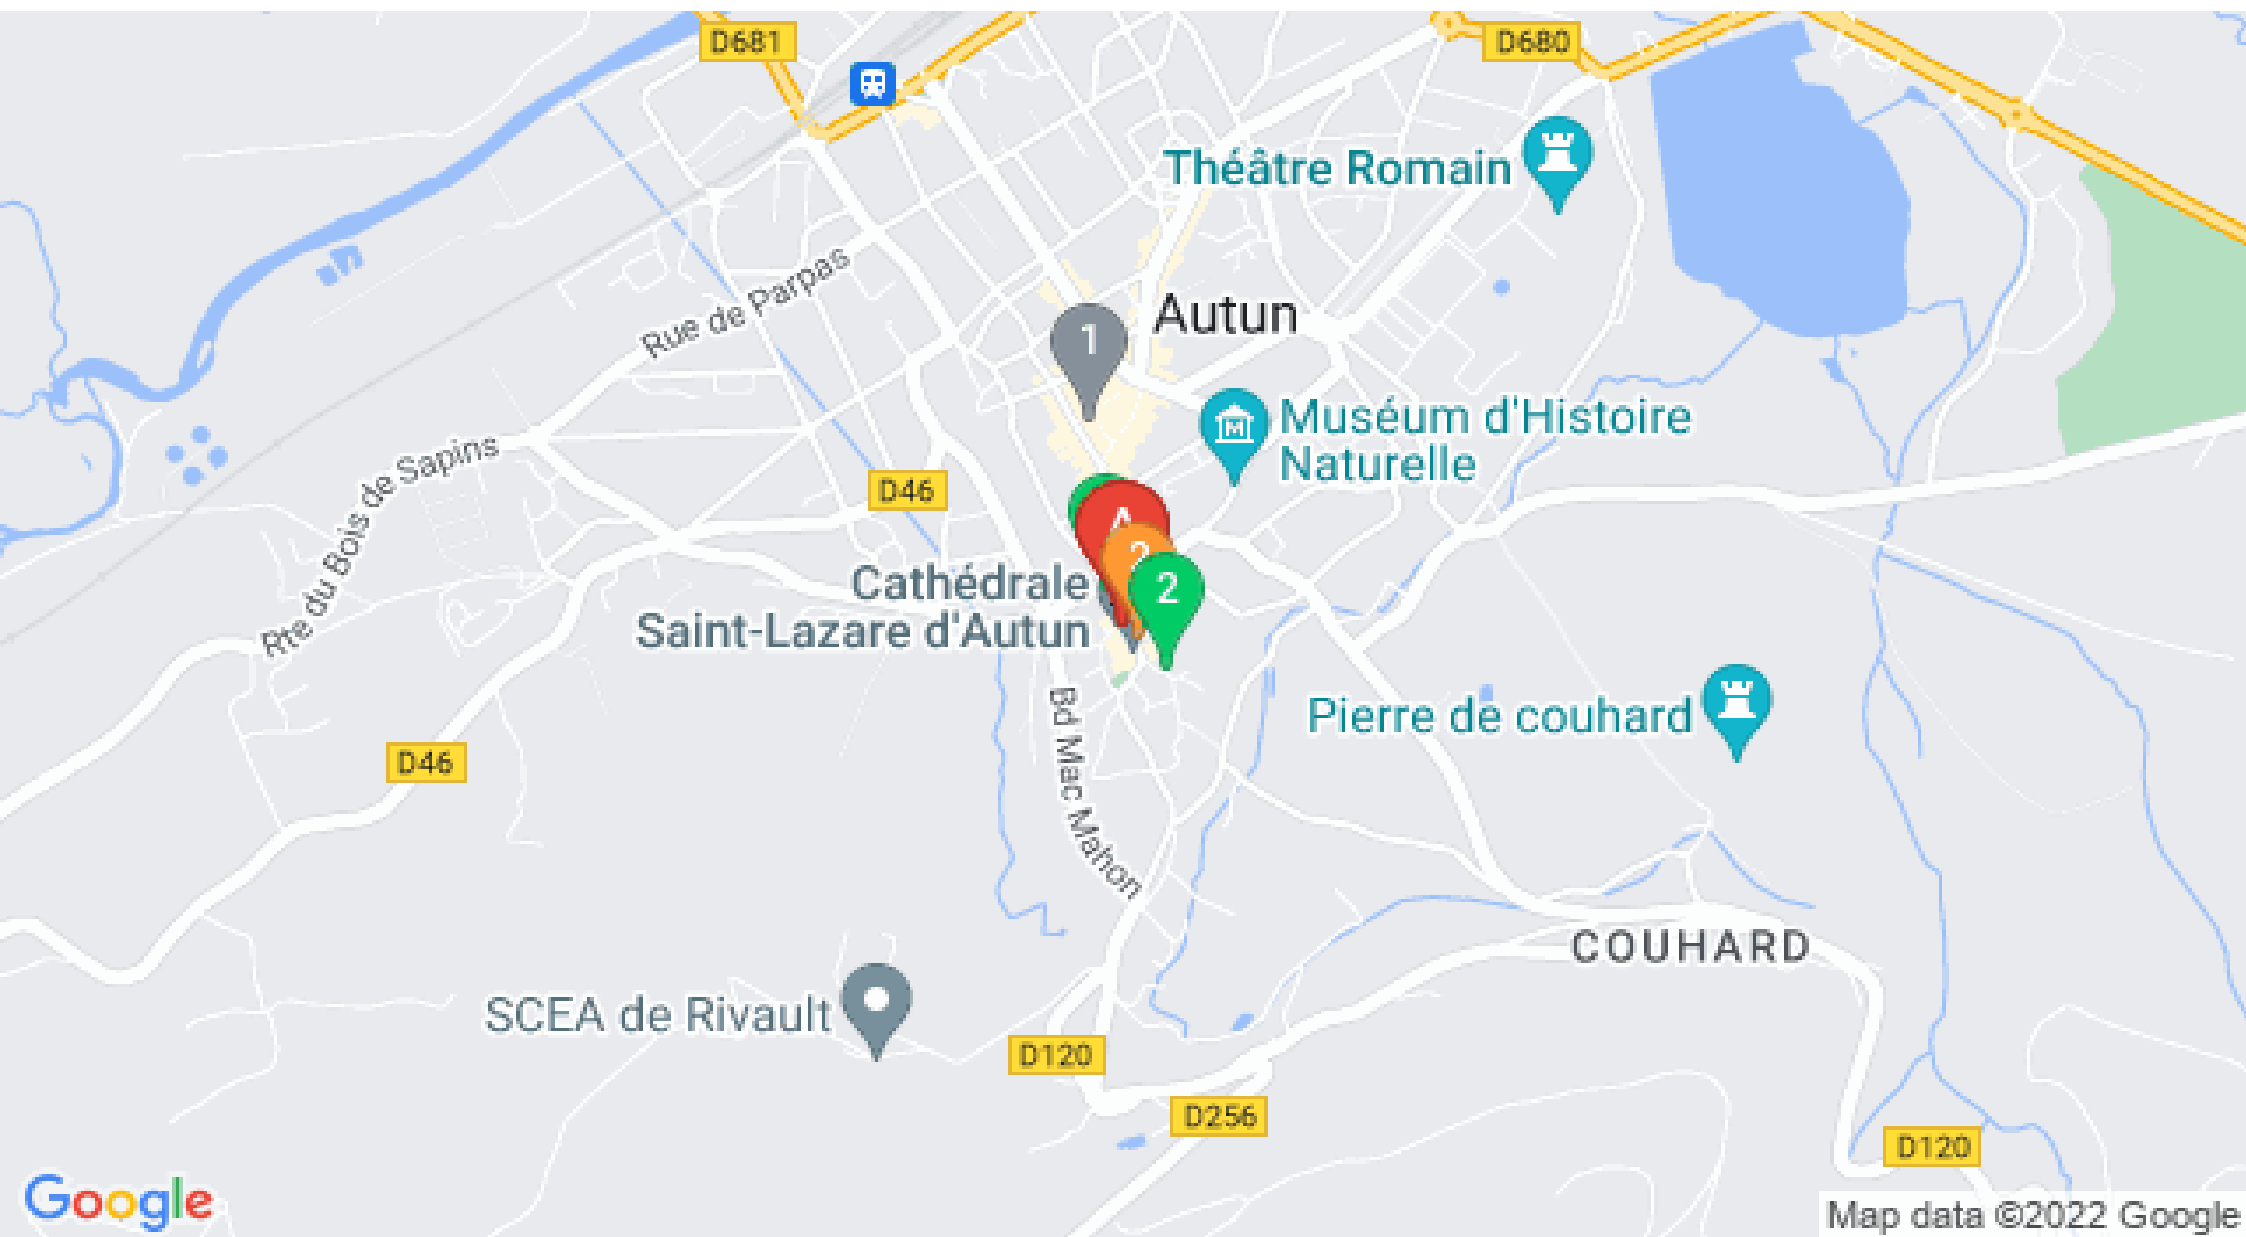 D681
D680
Théâtre Romain
Rue de Parpas
Autun
1
Muséum d'Histoire
Naturelle
Rte du Bois de Sapins
D46
A
2
2
Cathédrale
Saint-Lazare d'Autun
Pierre de couhard
Bd Mac Mahon
D46
COUHARD
SCEA de Rivault
D120
D256
D120
Google
Map data ©2022 Google